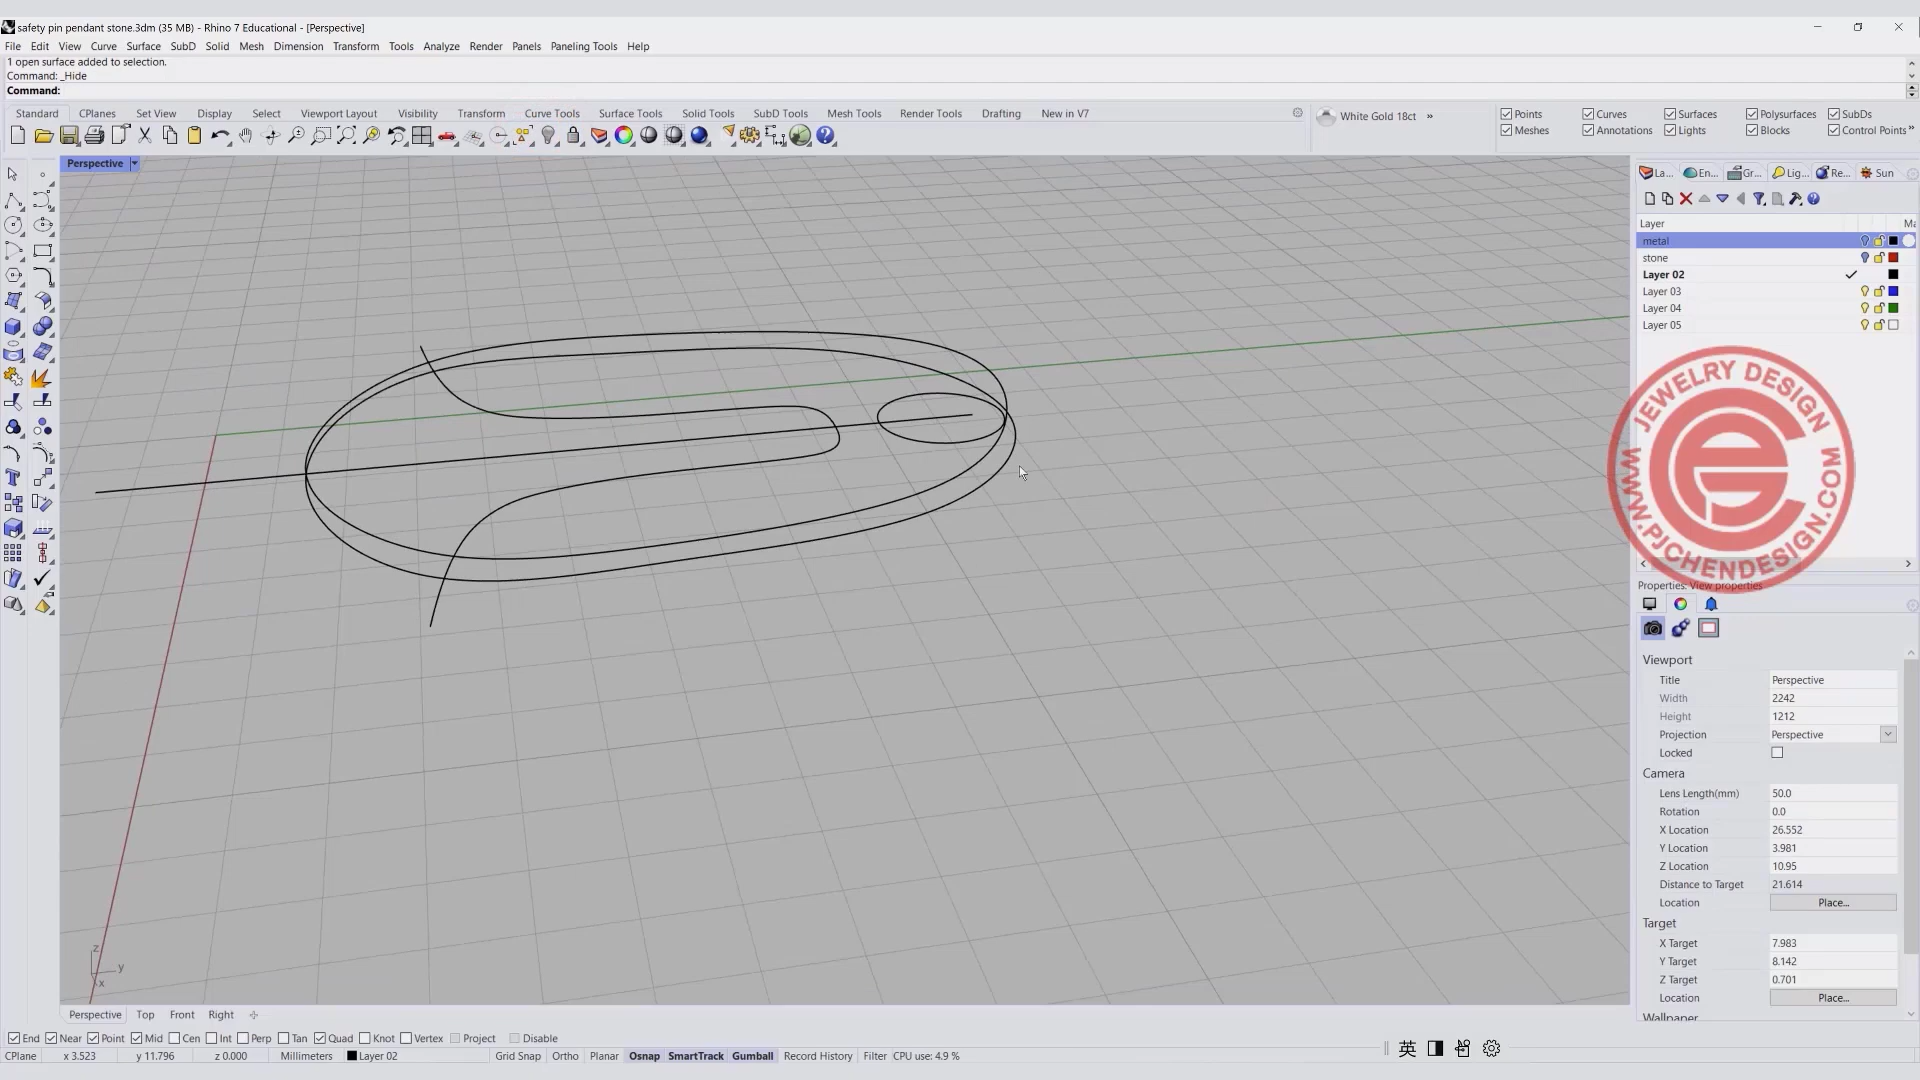 safety pin pendant stone.3dm (35 MB) - Rhino 7 Educational - [Perspective]
File Edit View Curve Surface SubD Solid Mesh Dimension Transform Tools Analyze Render Panels Paneling Tools Help
1 open surface added to selection.
Command: _Hide
Command:
Standard CPlanes Set View Display Select Viewport Layout Visibility Transform Curve Tools Surface Tools Solid Tools SubD Tools Mesh Tools Render Tools Drafting New in V7
White Gold 18ct »
Points Curves Surfaces Polysurfaces SubDs
Meshes Annotations Lights Blocks Control Points »
Perspective
La... En... Gr... Lig... Re... Sun
Layer Ma
metal
stone
Layer 02
Layer 03
Layer 04
Layer 05
JEWELRY DESIGN
WWW.PJCHENDESIGN.COM
Properties: View properties
Viewport
Title Perspective
Width 2242
Height 1212
Projection Perspective
Locked
Camera
Lens Length(mm) 50.0
Rotation 0.0
X Location 26.552
Y Location 3.981
Z Location 10.95
Distance to Target 21.614
Location Place...
Target
X Target 7.983
Y Target 8.142
Z Target 0.701
Location Place...
Wallpaper
z
y
x
Perspective Top Front Right
End Near Point Mid Cen Int Perp Tan Quad Knot Vertex Project Disable
CPlane x 3.523 y 11.796 z 0.000 Millimeters Layer 02 Grid Snap Ortho Planar Osnap SmartTrack Gumball Record History Filter CPU use: 4.9 %
英